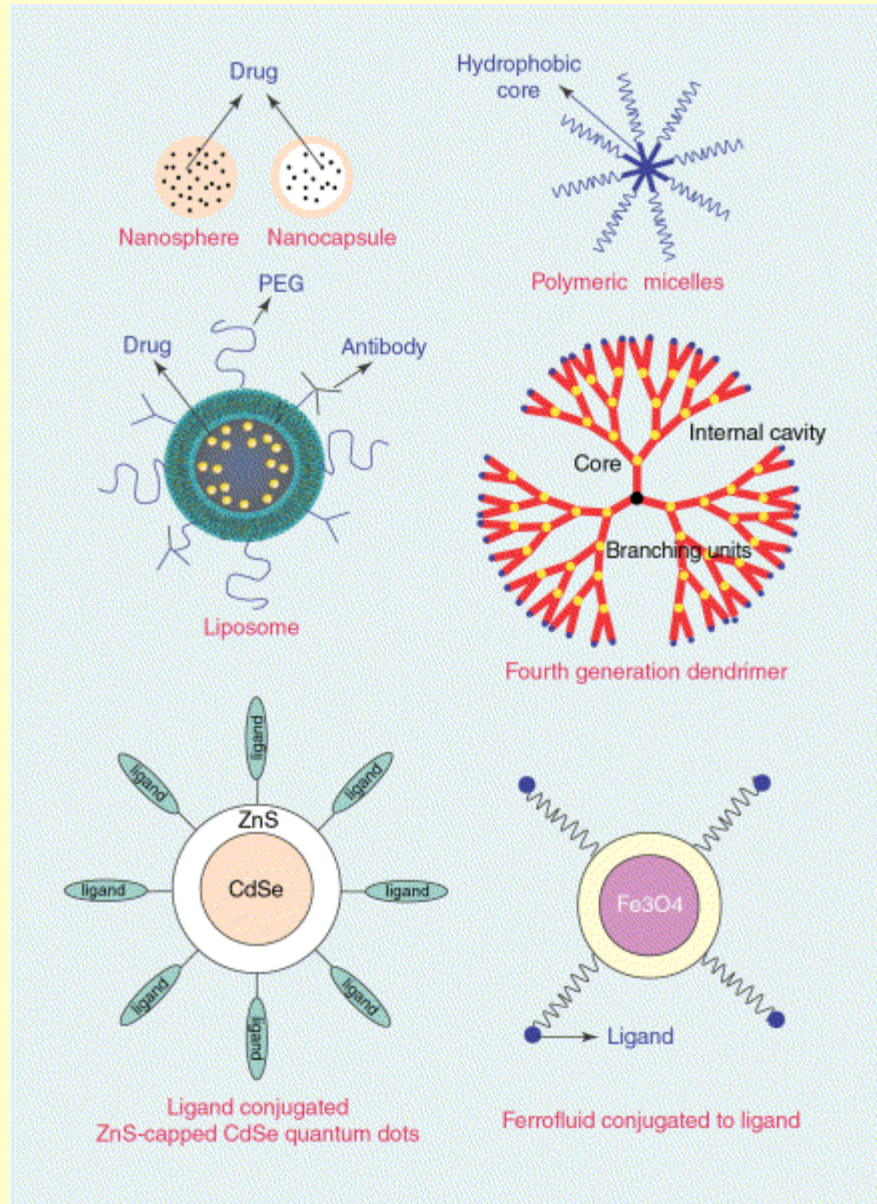 Drug
Hydrophobic
core
Nanosphere
Nanocapsule
Polymeric micelles
PEG
Drug
Antibody
Liposome
Internal cavity
Core
Branching units
Fourth generation dendrimer
ligand
ligand
ligand
ZnS
ligand
CdSe
ligand
ligand
ligand
ligand
Ligand conjugated
ZnS-capped CdSe quantum dots
Fe3O4
Ligand
Ferrofluid conjugated to ligand